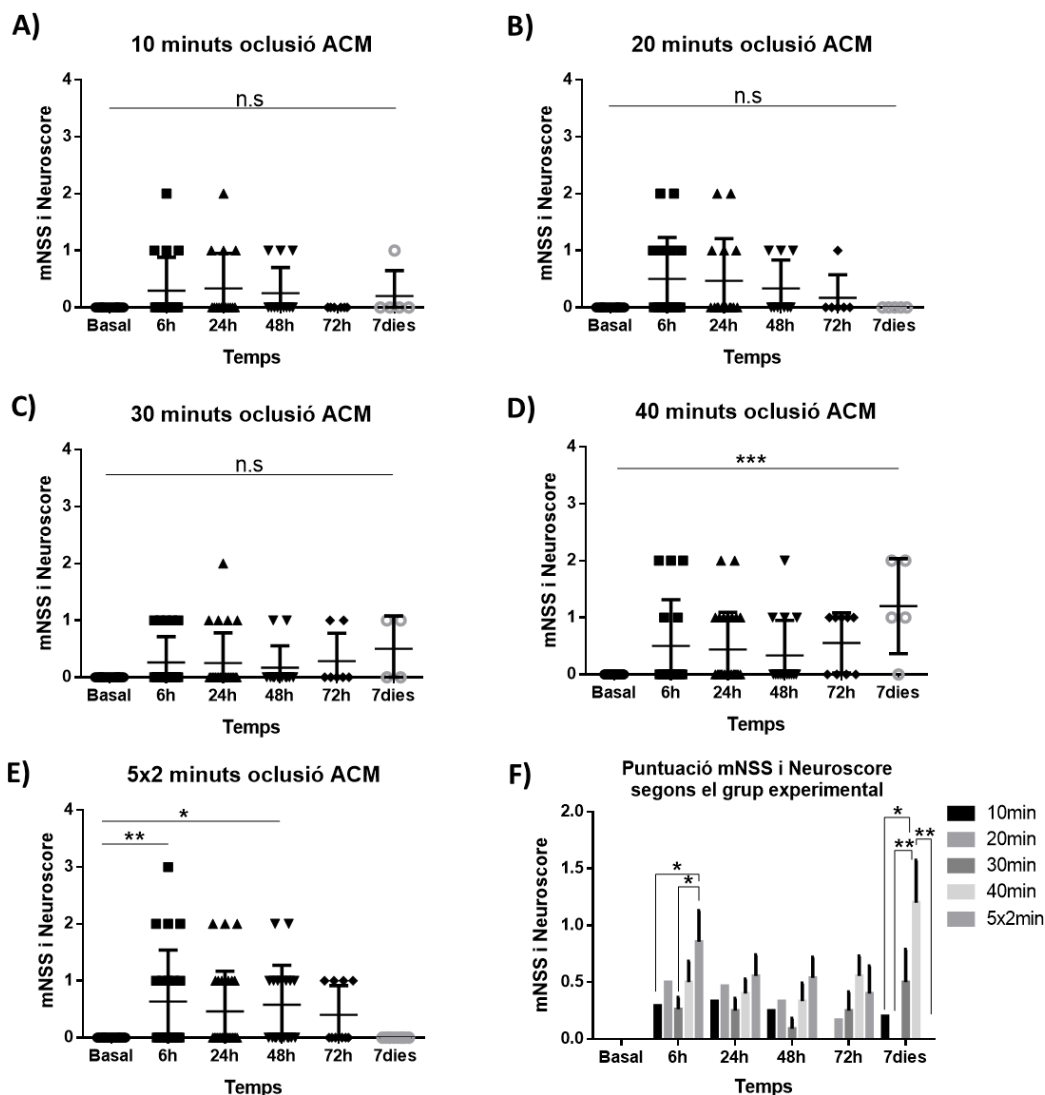 A)
10 minuts oclusió ACM
mNSS i Neuroscore
4
3
2
1
0
n.s
Basal 6h 24h 48h 72h 7dies
Temps
B)
20 minuts oclusió ACM
mNSS i Neuroscore
4
3
2
1
0
n.s
Basal 6h 24h 48h 72h 7dies
Temps
C)
30 minuts oclusió ACM
mNSS i Neuroscore
4
3
2
1
0
n.s
Basal 6h 24h 48h 72h 7dies
Temps
D)
40 minuts oclusió ACM
mNSS i Neuroscore
4
3
2
1
0
***
Basal 6h 24h 48h 72h 7dies
Temps
E)
5x2 minuts oclusió ACM
mNSS i Neuroscore
4
3
2
1
0
*
**
Basal 6h 24h 48h 72h 7dies
Temps
F)
Puntuació mNSS i Neuroscore
segons el grup experimental
mNSS i Neuroscore
2.0
1.5
1.0
0.5
0.0
*
*
*
**
**
Basal 6h 24h 48h 72h 7dies
Temps
10min
20min
30min
40min
5x2min